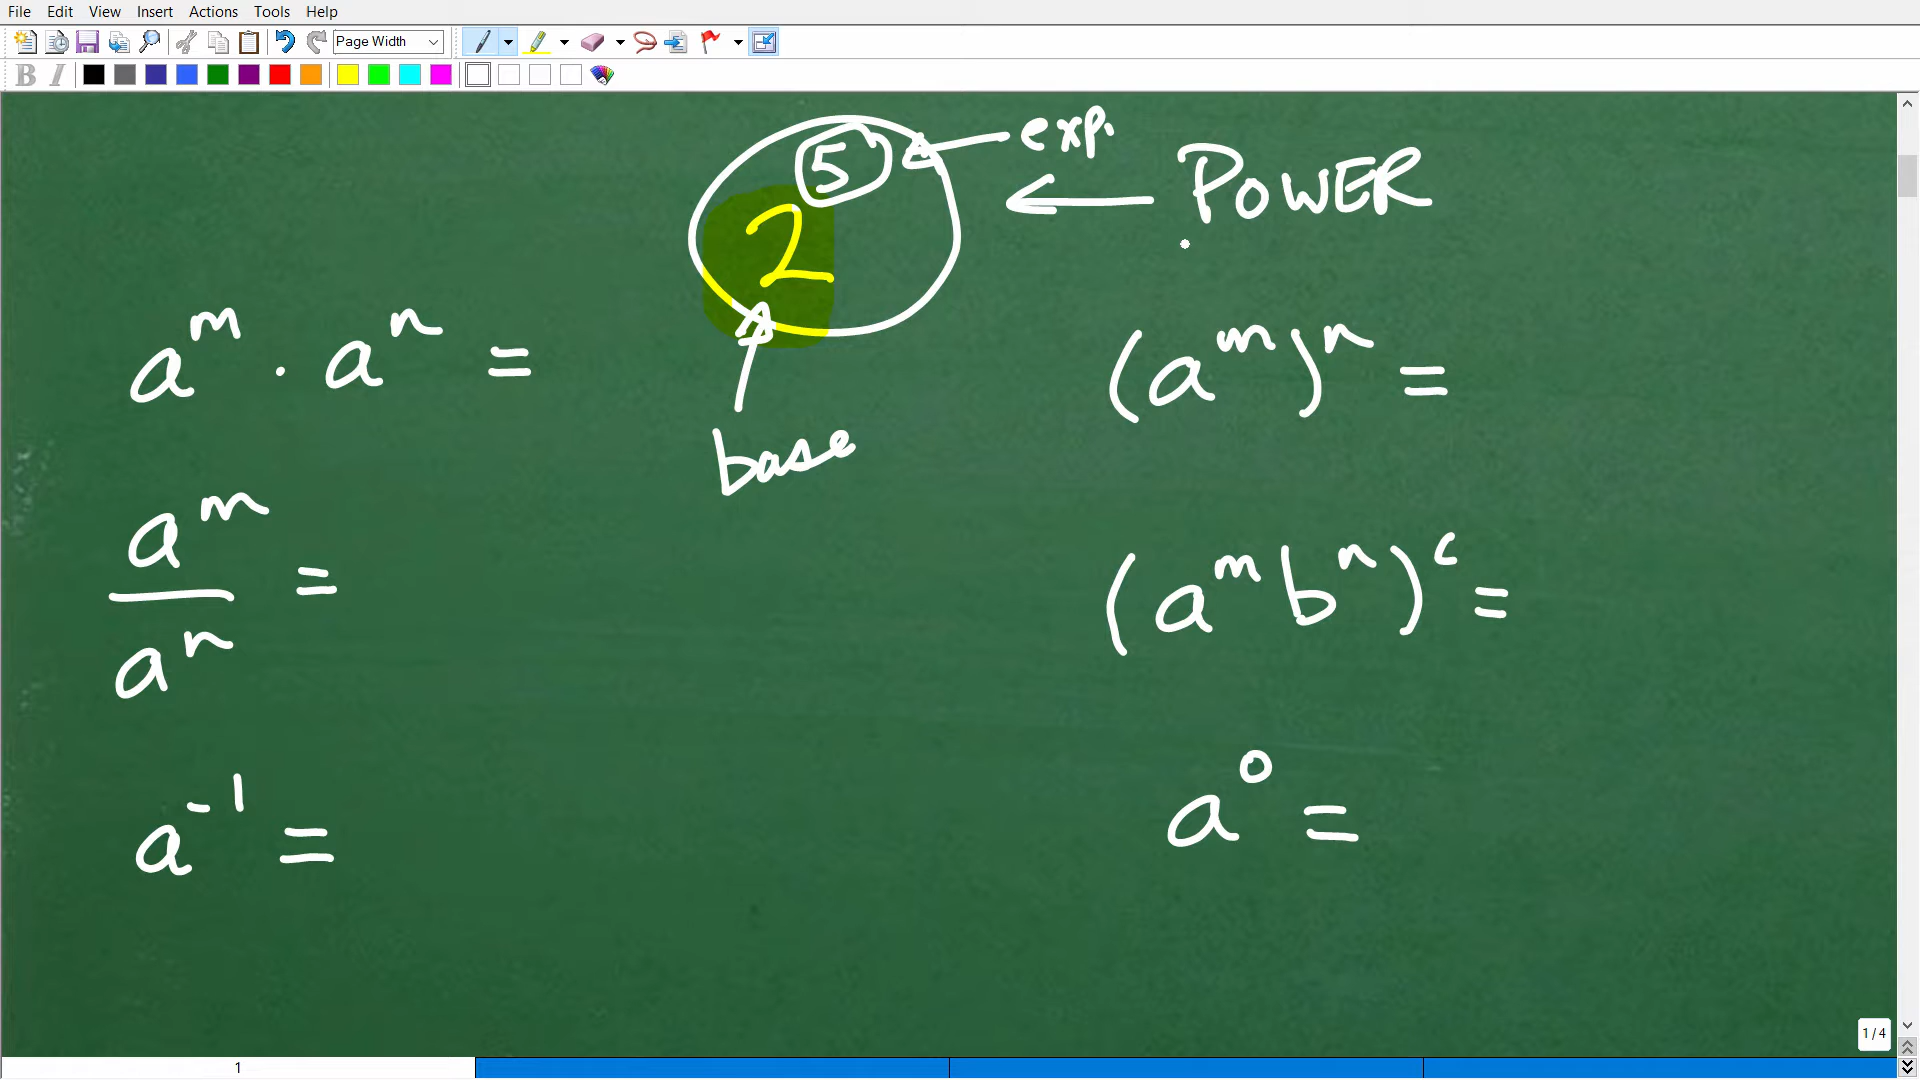 File Edit View Insert Actions Tools Help
Page Width
B I
2⁵ ← exp.
← POWER
base
aᵐ · aⁿ =
(aᵐ)ⁿ =
aᵐ/aⁿ =
(aᵐbⁿ)ᶜ =
a⁻¹ =
a⁰ =
1 / 4
1